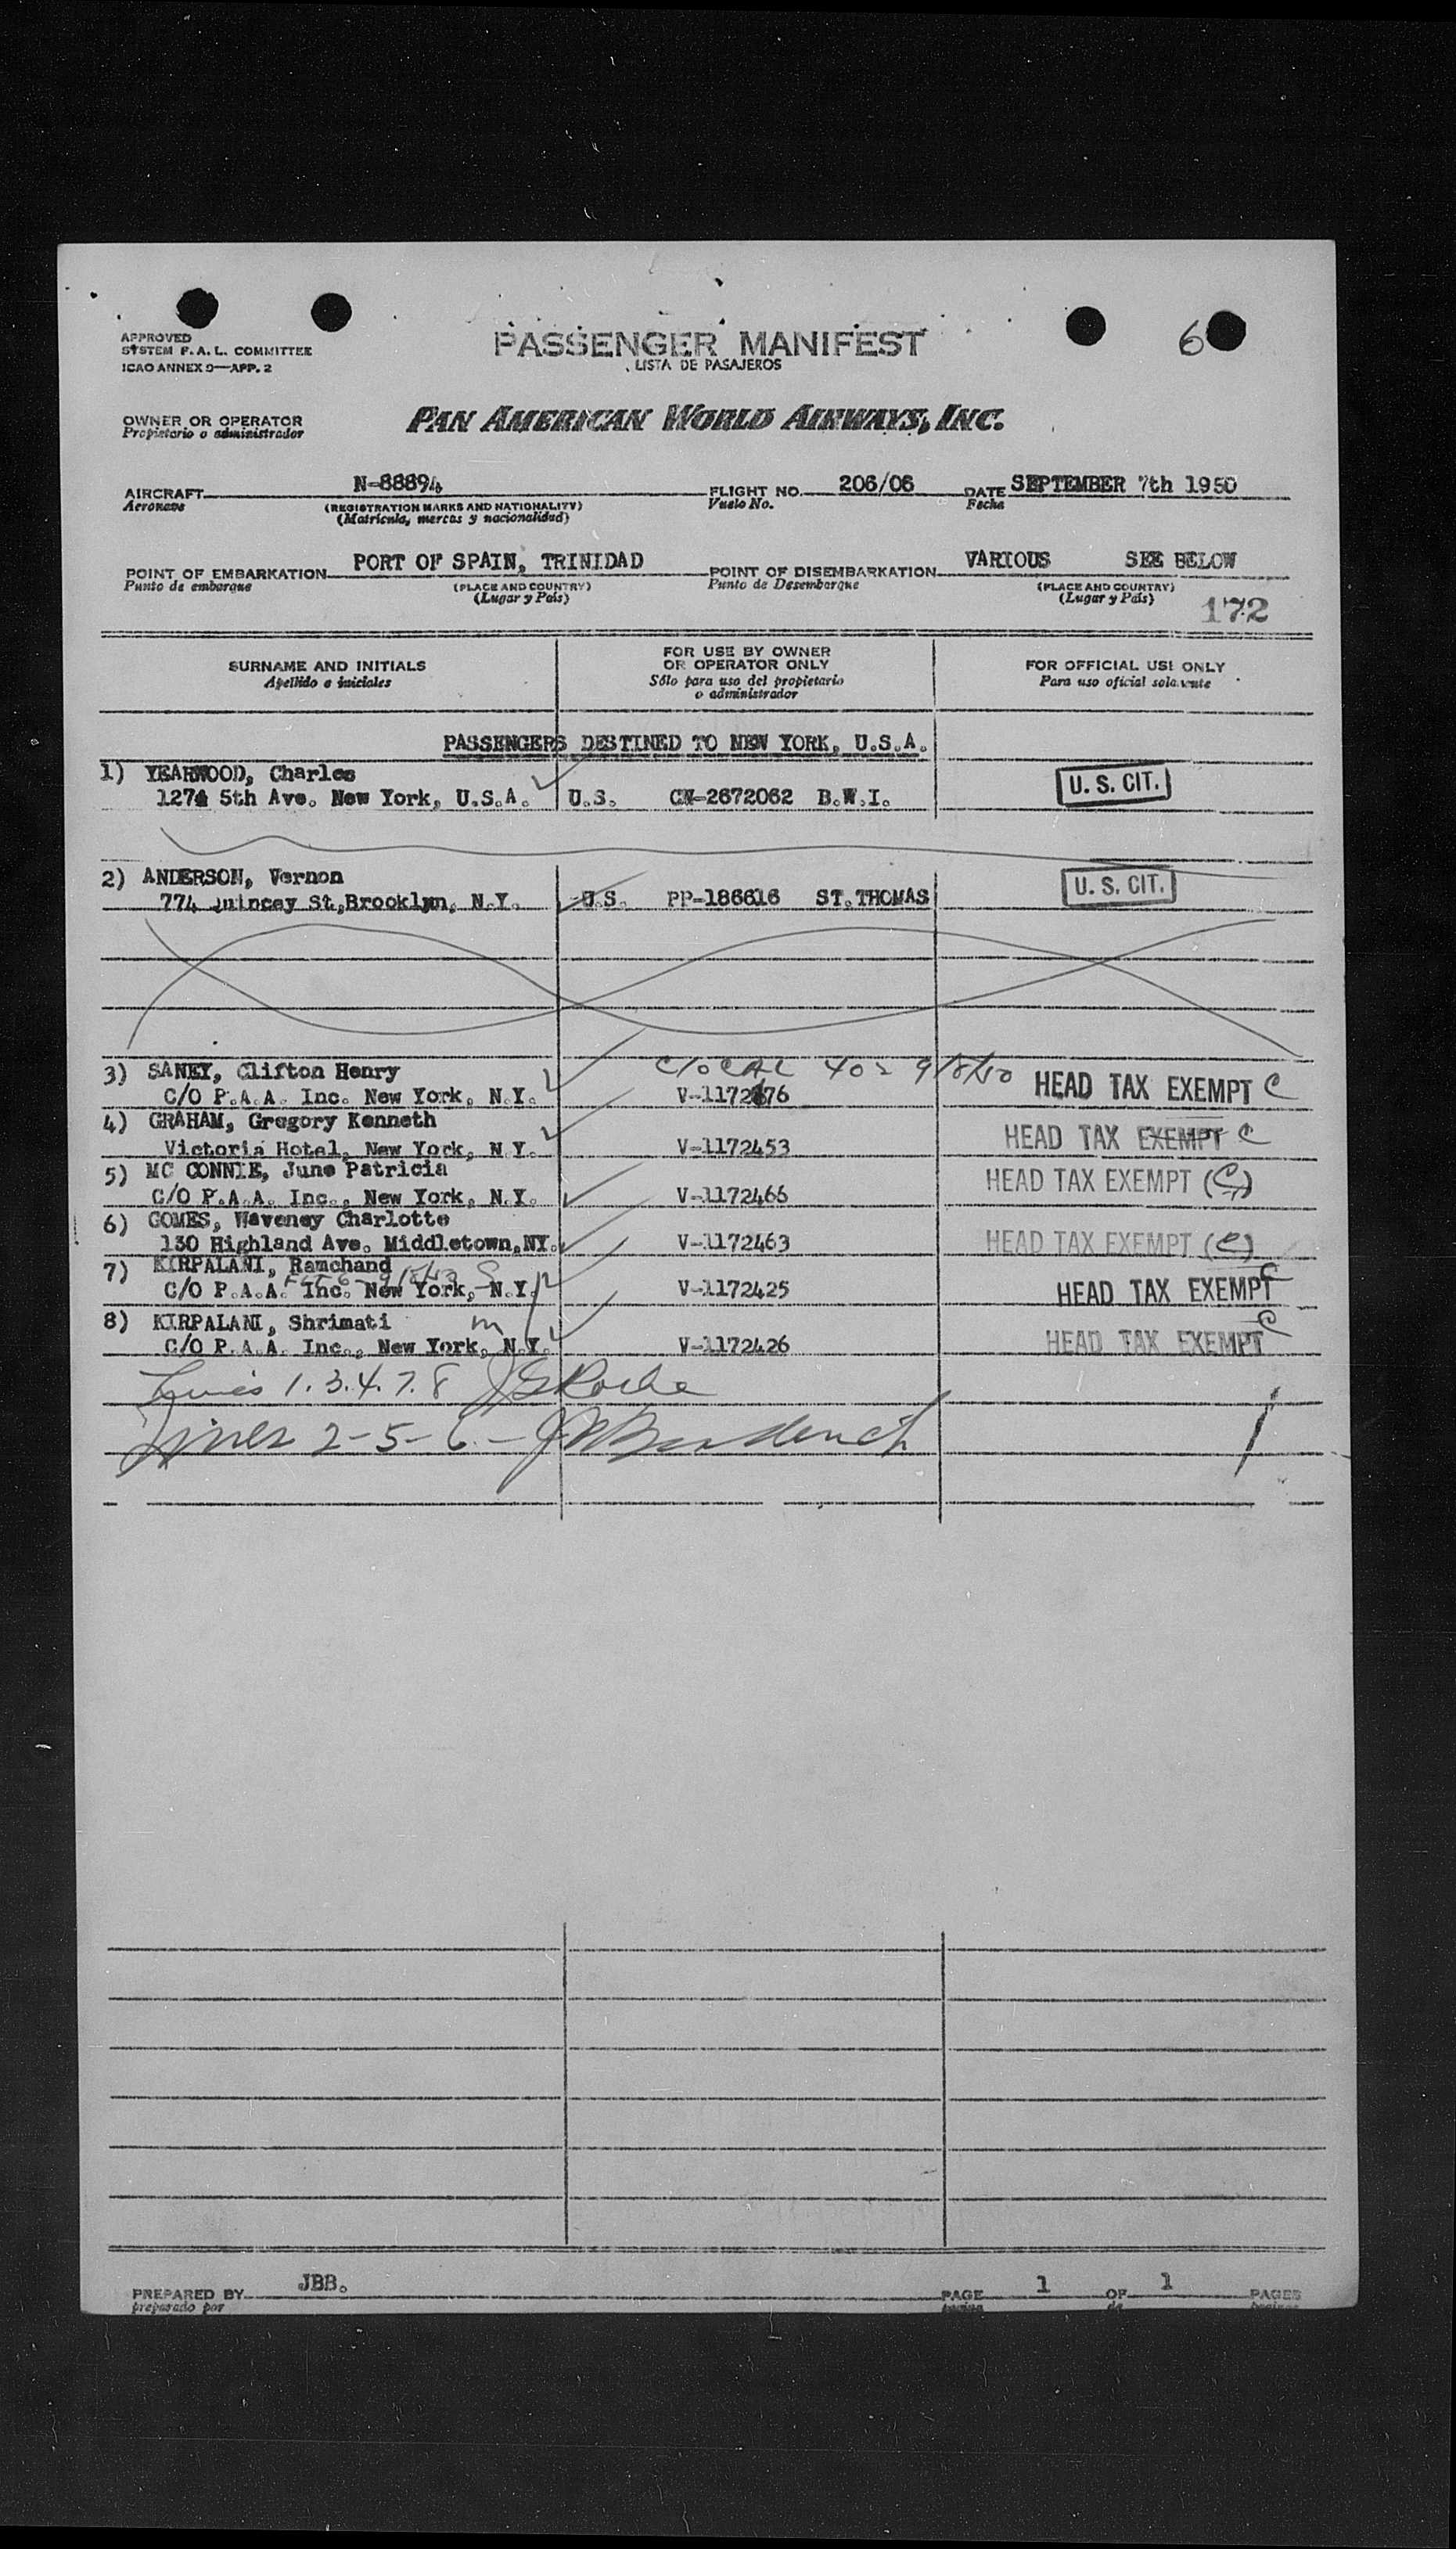 APPROVED
SYSTEM F. A. L. COMMITTEE
ICAO ANNEX 9—APP. 2
PASSENGER MANIFEST
LISTA DE PASAJEROS
6
OWNER OR OPERATOR
Propietario o administrador
PAN AMERICAN WORLD AIRWAYS, INC.
AIRCRAFT N-88894 FLIGHT NO. 206/06 DATE SEPTEMBER 7th 1950
Aeronave (REGISTRATION MARKS AND NATIONALITY) Vuelo No. Fecha
(Matrícula, marcas y nacionalidad)
POINT OF EMBARKATION PORT OF SPAIN, TRINIDAD POINT OF DISEMBARKATION VARIOUS SEE BELOW
Punto de embarque (PLACE AND COUNTRY) Punto de Desembarque (PLACE AND COUNTRY)
(Lugar y País) (Lugar y País)
172
SURNAME AND INITIALS
Apellido e iniciales
FOR USE BY OWNER
OR OPERATOR ONLY
Sólo para uso del propietario
o administrador
FOR OFFICIAL USE ONLY
Para uso oficial solamente
PASSENGERS DESTINED TO NEW YORK, U.S.A.
1) YEARWOOD, Charles
1274 5th Ave. New York, U.S.A. U.S. CN-2672062 B.W.I. U. S. CIT.
2) ANDERSON, Vernon
774 Quincey St,Brooklyn, N.Y. U.S. PP-186616 ST.THOMAS U. S. CIT.
3) SANEY, Clifton Henry 9/8/50
C/O P.A.A. Inc. New York, N.Y. HEAD TAX EXEMPT C
4) GRAHAM, Gregory Kenneth
Victoria Hotel, New York, N.Y. V-1172453 HEAD TAX EXEMPT C
5) MC CONNIE, June Patricia
C/O P.A.A. Inc., New York, N.Y. V-1172466 HEAD TAX EXEMPT (C)
6) GOMES, Waveney Charlotte
130 Highland Ave. Middletown,NY. V-1172463 HEAD TAX EXEMPT (C)
7) KIRPALANI, Ramchand
C/O P.A.A. Inc. New York, N.Y. V-1172425 HEAD TAX EXEMPT C
8) KIRPALANI, Shrimati m
C/O P.A.A. Inc., New York, N.Y. V-1172426 HEAD TAX EXEMPT C
1. 3. 4. 7. 8
Lines 2-5-6-
PREPARED BY JBB. PAGE 1 OF 1 PAGES
preparado por